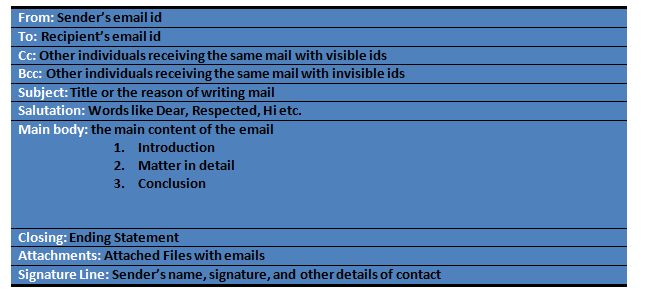 From: Sender's email id
To: Recipient's email id
Cc: Other individuals receiving the same mail with visible ids
Bcc: Other individuals receiving the same mail with invisible ids
Subject: Title or the reason of writing mail
Salutation: Words like Dear, Respected, Hi etc.
Main body: the main content of the email
1. Introduction
2. Matter in detail
3. Conclusion
Closing: Ending Statement
Attachments: Attached Files with emails
Signature Line: Sender's name, signature, and other details of contact